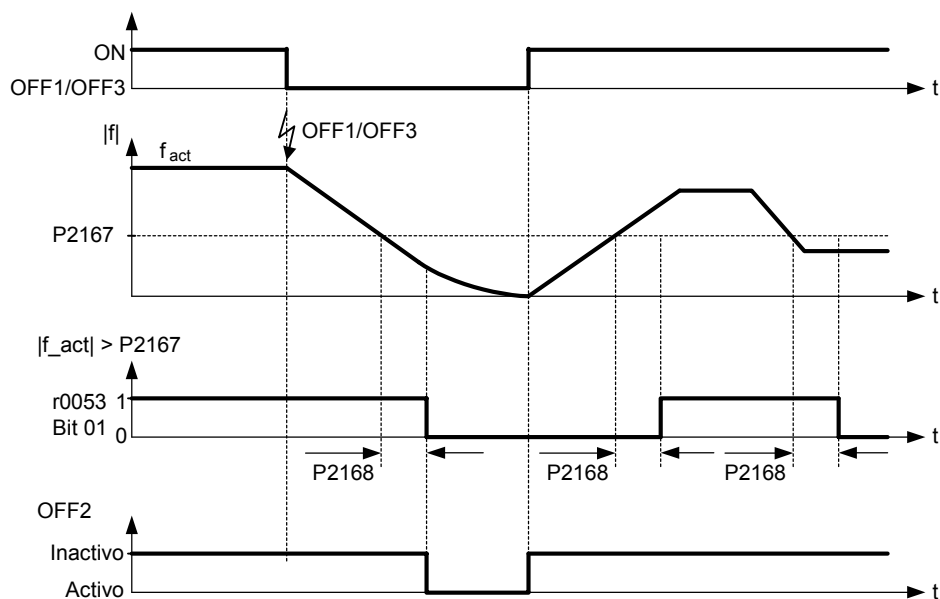 ON
OFF1/OFF3
t
OFF1/OFF3
|f|
f act
P2167
t
|f_act| > P2167
r0053 1
Bit 01
0
t
P2168
P2168
P2168
OFF2
Inactivo
Activo
t